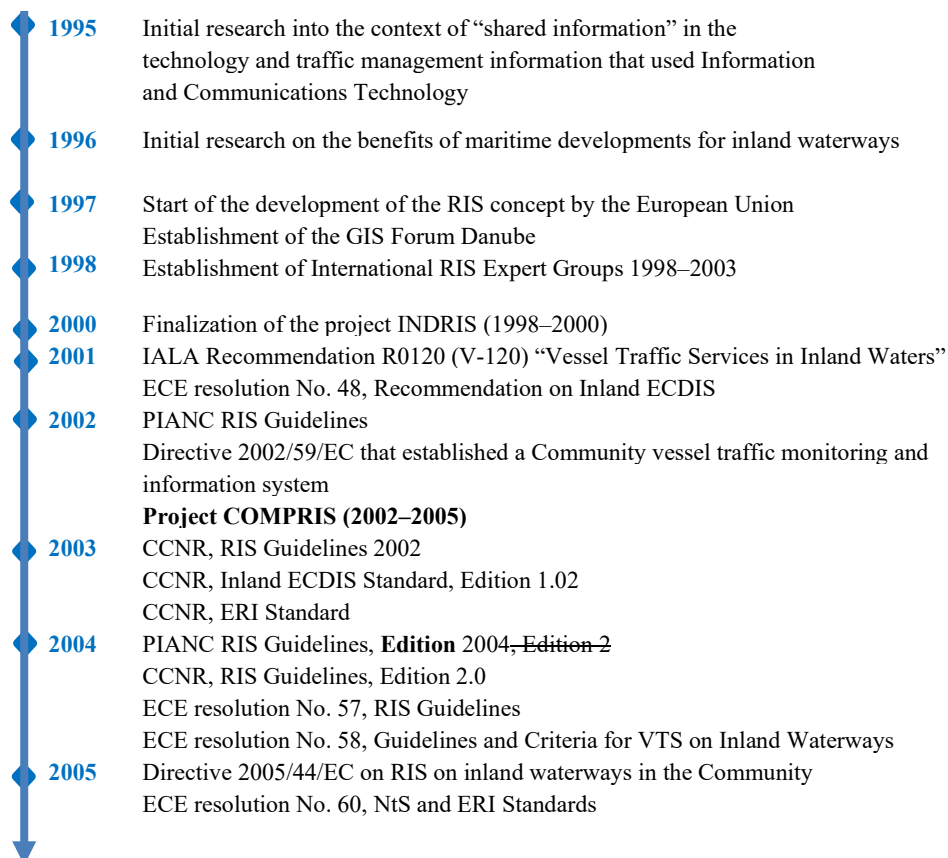 1995 Initial research into the context of “shared information” in the
technology and traffic management information that used Information
and Communications Technology
1996 Initial research on the benefits of maritime developments for inland waterways
1997 Start of the development of the RIS concept by the European Union
Establishment of the GIS Forum Danube
1998 Establishment of International RIS Expert Groups 1998–2003
2000 Finalization of the project INDRIS (1998–2000)
2001 IALA Recommendation R0120 (V-120) “Vessel Traffic Services in Inland Waters”
ECE resolution No. 48, Recommendation on Inland ECDIS
2002 PIANC RIS Guidelines
Directive 2002/59/EC that established a Community vessel traffic monitoring and
information system
Project COMPRIS (2002–2005)
2003 CCNR, RIS Guidelines 2002
CCNR, Inland ECDIS Standard, Edition 1.02
CCNR, ERI Standard
2004 PIANC RIS Guidelines, Edition 2004, Edition 2
CCNR, RIS Guidelines, Edition 2.0
ECE resolution No. 57, RIS Guidelines
ECE resolution No. 58, Guidelines and Criteria for VTS on Inland Waterways
2005 Directive 2005/44/EC on RIS on inland waterways in the Community
ECE resolution No. 60, NtS and ERI Standards